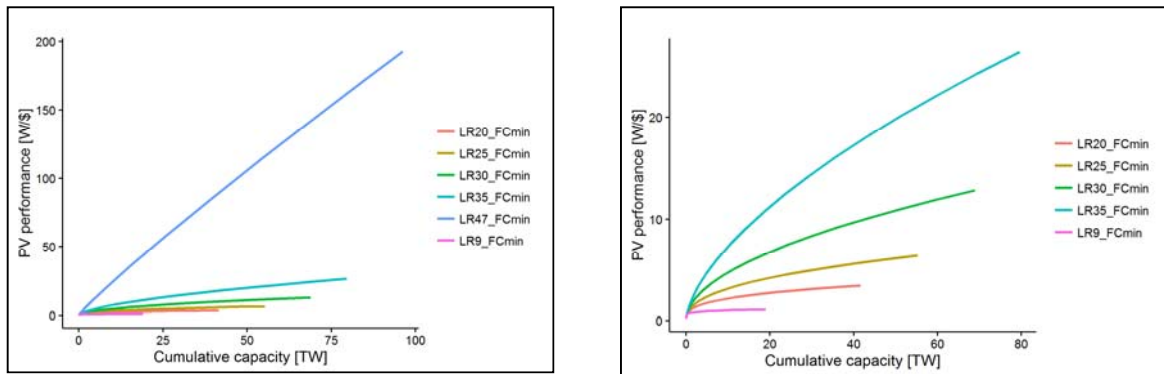 PV performance [W/$]
200
150
100
50
0
0 25 50 75 100
Cumulative capacity [TW]
LR20_FCmin
LR25_FCmin
LR30_FCmin
LR35_FCmin
LR47_FCmin
LR9_FCmin
PV performance [W/$]
20
10
0
0 20 40 60 80
Cumulative capacity [TW]
LR20_FCmin
LR25_FCmin
LR30_FCmin
LR35_FCmin
LR9_FCmin